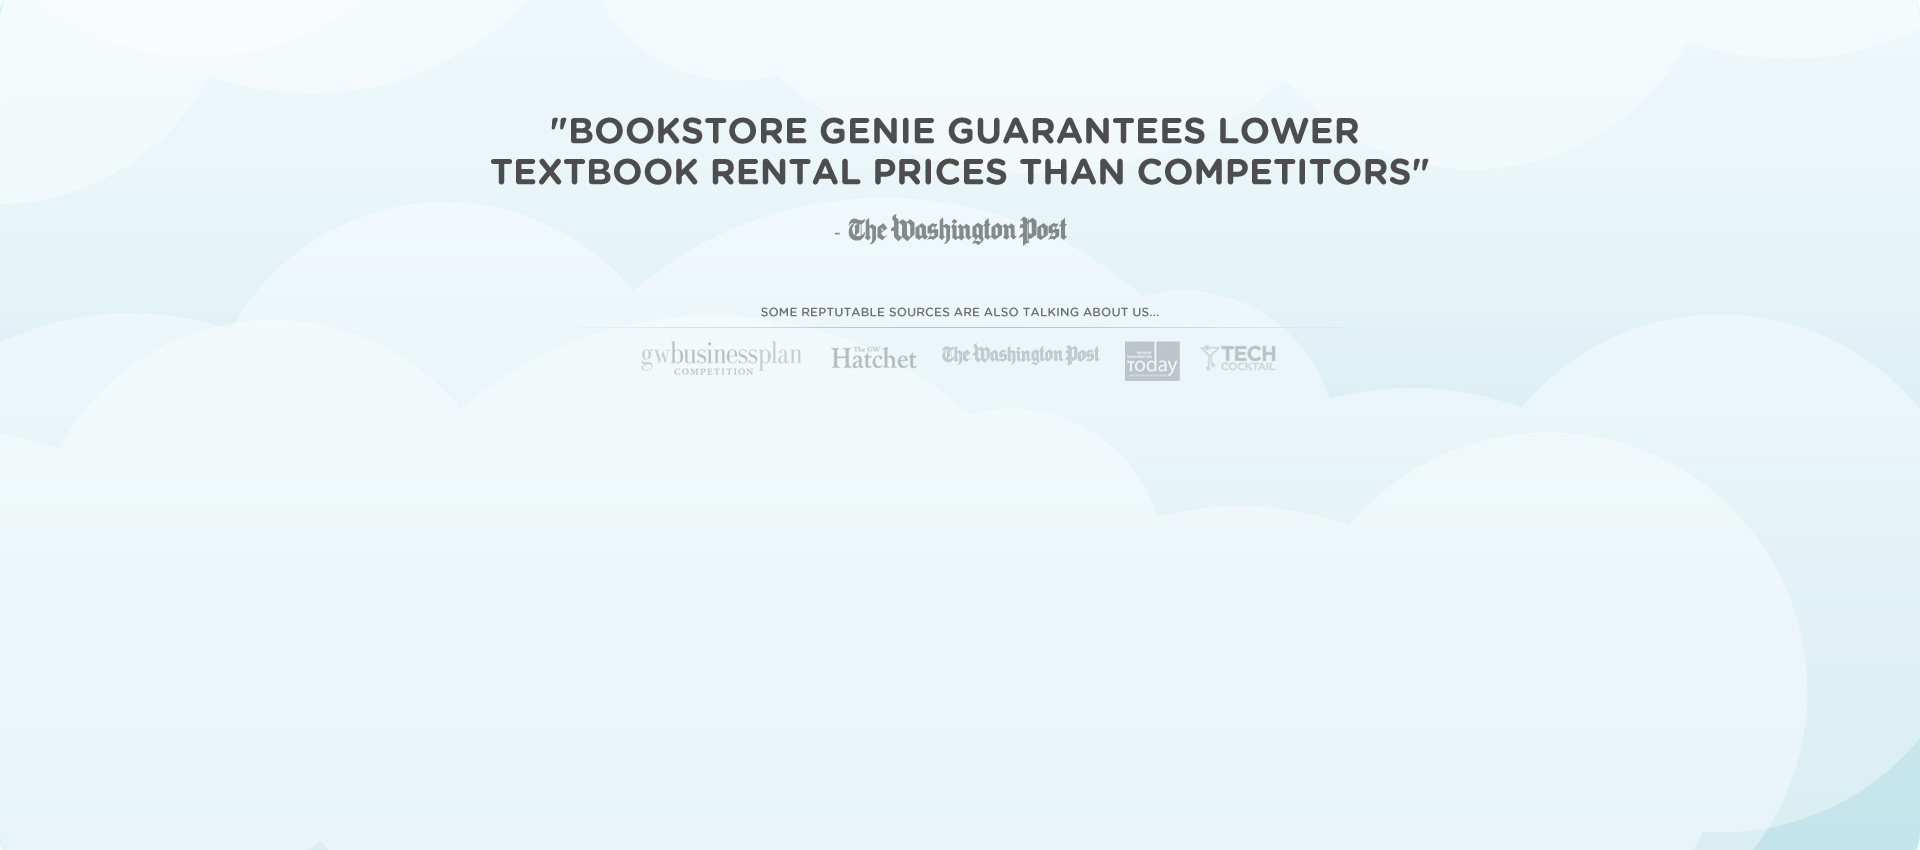 "BOOKSTORE GENIE GUARANTEES LOWER
TEXTBOOK RENTAL PRICES THAN COMPETITORS"
- The Washington Post
SOME REPTUTABLE SOURCES ARE ALSO TALKING ABOUT US...
gwbusinessplan
COMPETITION
The GW
Hatchet
The Washington Post
Today
TECH
COCKTAIL